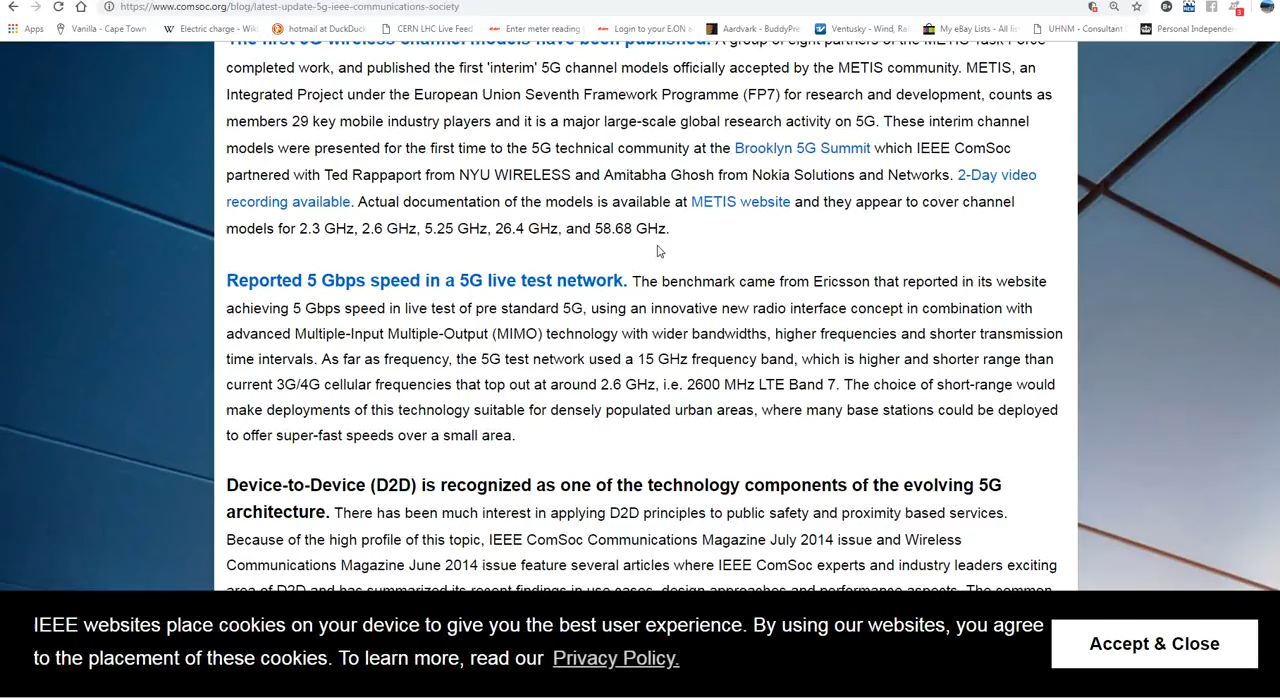 https://www.comsoc.org/blog/latest-update-5g-ieee-communications-society
Apps Vanilla - Cape Town Electric charge - Wik hotmail at DuckDuck CERN LHC Live Feed Enter meter reading | Login to your E.ON a Aardvark - BuddyPre Ventusky - Wind, Ra My eBay Lists - All lis UHNM - Consultant Personal Independen
The first 5G wireless channel models have been published. A group of eight partners of the METIS Task Force
completed work, and published the first 'interim' 5G channel models officially accepted by the METIS community. METIS, an
Integrated Project under the European Union Seventh Framework Programme (FP7) for research and development, counts as
members 29 key mobile industry players and it is a major large-scale global research activity on 5G. These interim channel
models were presented for the first time to the 5G technical community at the Brooklyn 5G Summit which IEEE ComSoc
partnered with Ted Rappaport from NYU WIRELESS and Amitabha Ghosh from Nokia Solutions and Networks. 2-Day video
recording available. Actual documentation of the models is available at METIS website and they appear to cover channel
models for 2.3 GHz, 2.6 GHz, 5.25 GHz, 26.4 GHz, and 58.68 GHz.
Reported 5 Gbps speed in a 5G live test network. The benchmark came from Ericsson that reported in its website
achieving 5 Gbps speed in live test of pre standard 5G, using an innovative new radio interface concept in combination with
advanced Multiple-Input Multiple-Output (MIMO) technology with wider bandwidths, higher frequencies and shorter transmission
time intervals. As far as frequency, the 5G test network used a 15 GHz frequency band, which is higher and shorter range than
current 3G/4G cellular frequencies that top out at around 2.6 GHz, i.e. 2600 MHz LTE Band 7. The choice of short-range would
make deployments of this technology suitable for densely populated urban areas, where many base stations could be deployed
to offer super-fast speeds over a small area.
Device-to-Device (D2D) is recognized as one of the technology components of the evolving 5G
architecture. There has been much interest in applying D2D principles to public safety and proximity based services.
Because of the high profile of this topic, IEEE ComSoc Communications Magazine July 2014 issue and Wireless
Communications Magazine June 2014 issue feature several articles where IEEE ComSoc experts and industry leaders exciting
area of D2D and has summarized its recent findings in use cases, design approaches and performance aspects. The common
IEEE websites place cookies on your device to give you the best user experience. By using our websites, you agree
to the placement of these cookies. To learn more, read our Privacy Policy.
Accept & Close